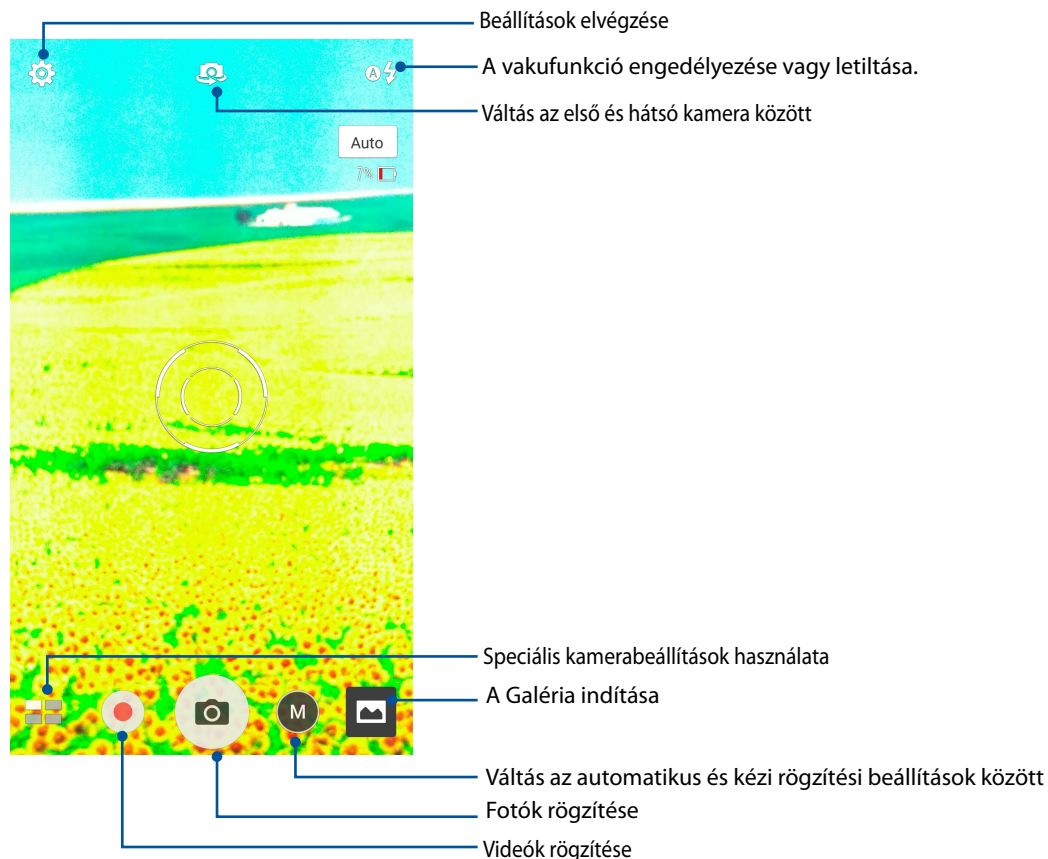 Beállítások elvégzése
A vakufunkció engedélyezése vagy letiltása.
A
Váltás az első és hátsó kamera között
Auto
7%
Speciális kamerabeállítások használata
A Galéria indítása
M
Váltás az automatikus és kézi rögzítési beállítások között
Fotók rögzítése
Videók rögzítése